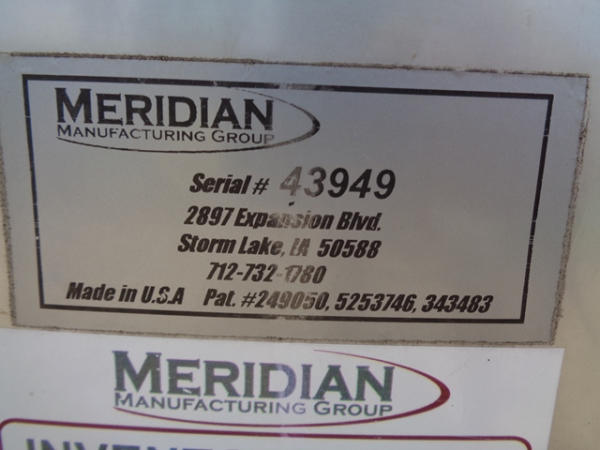 MERIDIAN
MANUFACTURING GROUP
Serial # 43949
2897 Expansion Blvd.
Storm Lake, IA 50588
712-732-1780
Made in U.S.A Pat. #249050, 5253746, 343483
MERIDIAN
MANUFACTURING GROUP